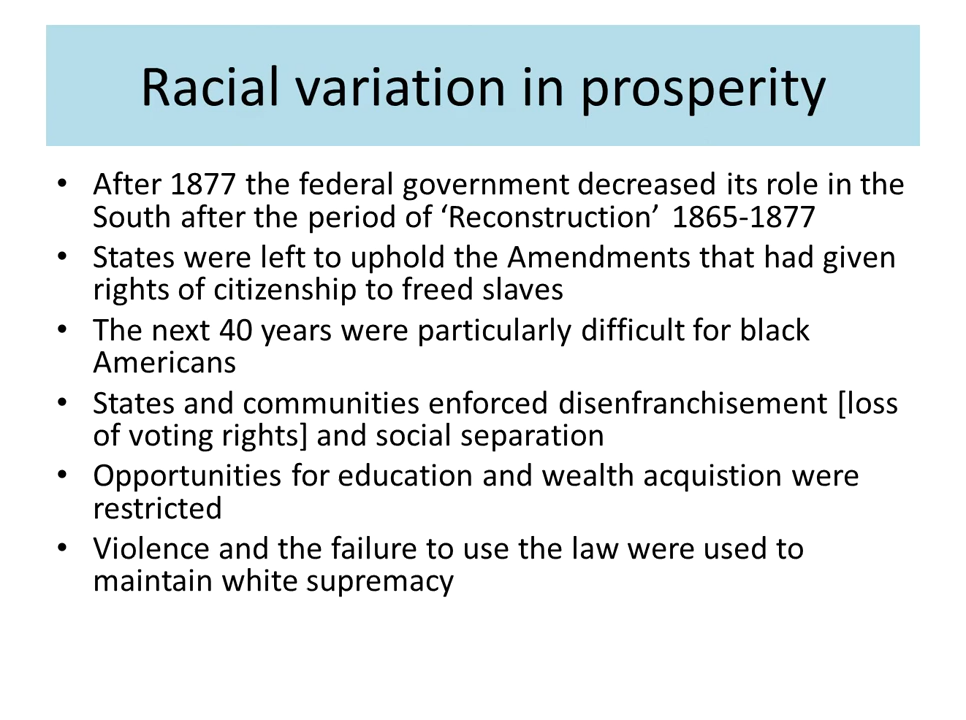 Racial variation in prosperity
• After 1877 the federal government decreased its role in the
South after the period of ‘Reconstruction’ 1865-1877
• States were left to uphold the Amendments that had given
rights of citizenship to freed slaves
• The next 40 years were particularly difficult for black
Americans
• States and communities enforced disenfranchisement [loss
of voting rights] and social separation
• Opportunities for education and wealth acquistion were
restricted
• Violence and the failure to use the law were used to
maintain white supremacy